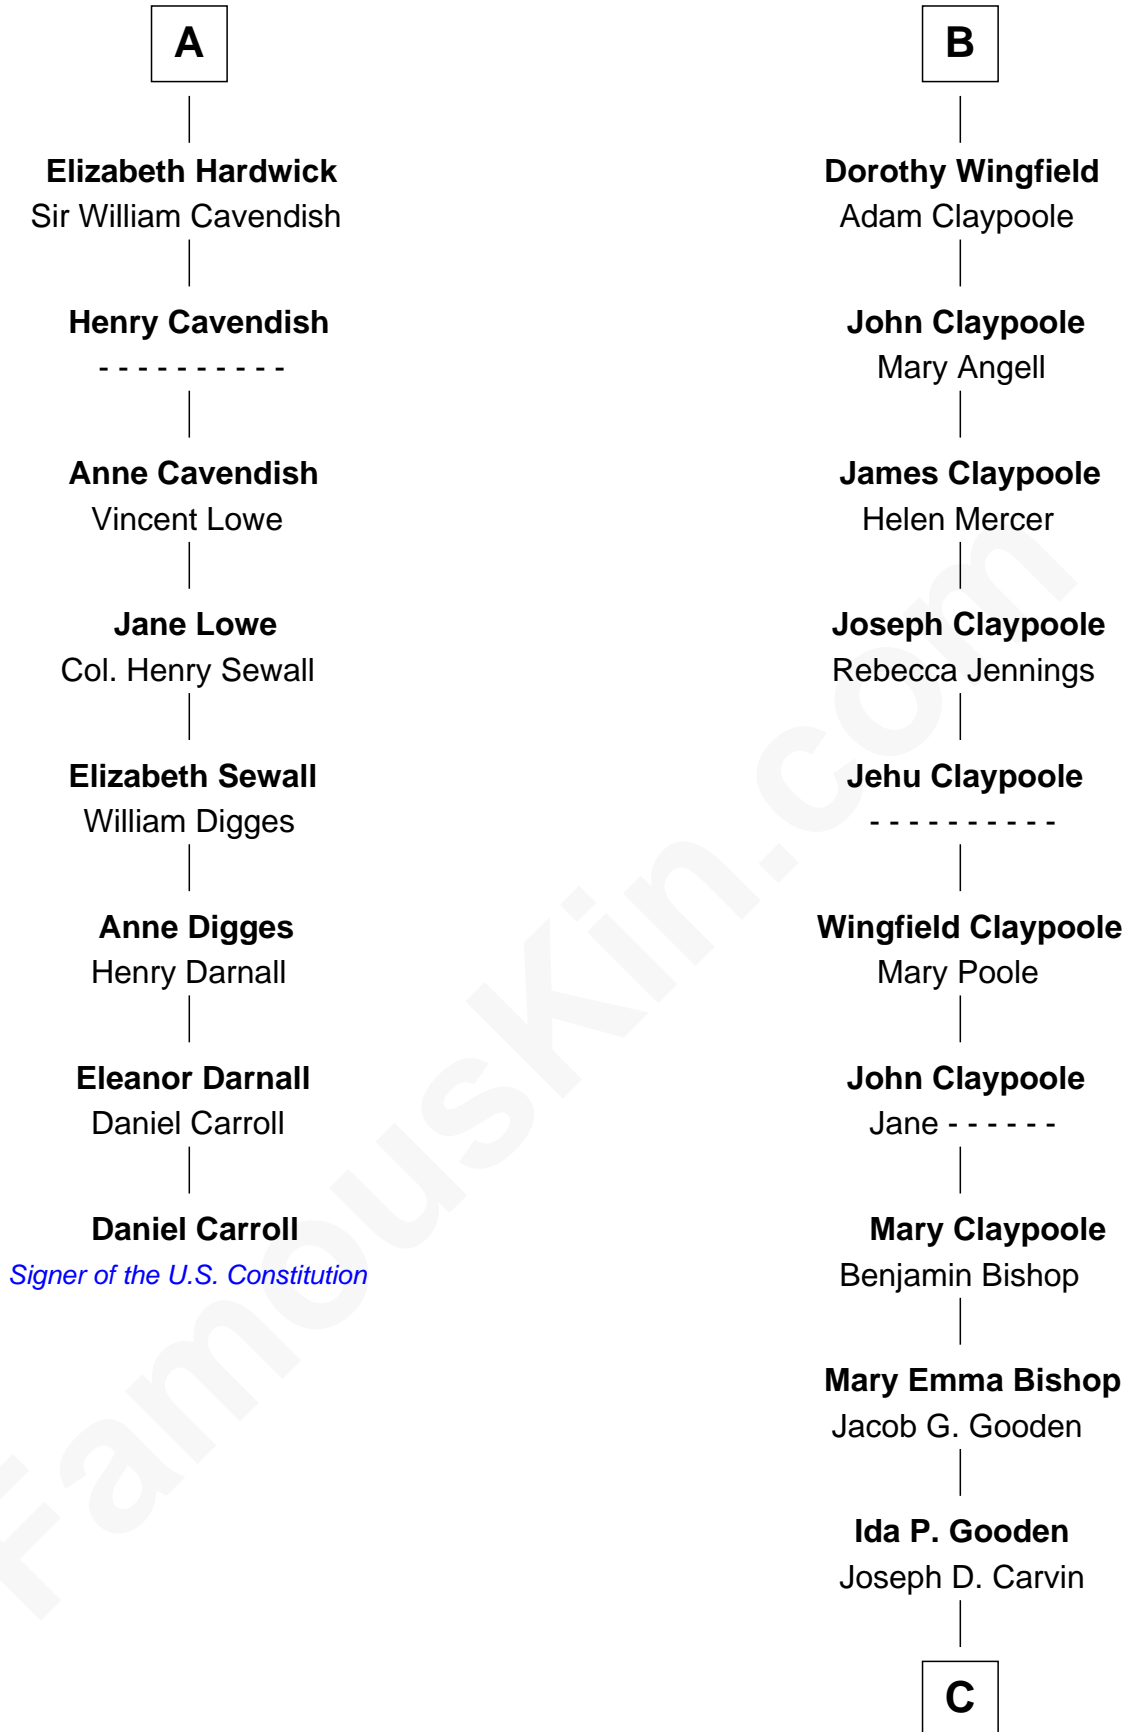 A
Elizabeth Hardwick
Sir William Cavendish
Henry Cavendish
- - - - - - - - - -
Anne Cavendish
Vincent Lowe
Jane Lowe
Col. Henry Sewall
Elizabeth Sewall
William Digges
Anne Digges
Henry Darnall
Eleanor Darnall
Daniel Carroll
Daniel Carroll
Signer of the U.S. Constitution
B
Dorothy Wingfield
Adam Claypoole
John Claypoole
Mary Angell
James Claypoole
Helen Mercer
Joseph Claypoole
Rebecca Jennings
Jehu Claypoole
- - - - - - - - - -
Wingfield Claypoole
Mary Poole
John Claypoole
Jane - - - - - -
Mary Claypoole
Benjamin Bishop
Mary Emma Bishop
Jacob G. Gooden
Ida P. Gooden
Joseph D. Carvin
C
FamousKin.com